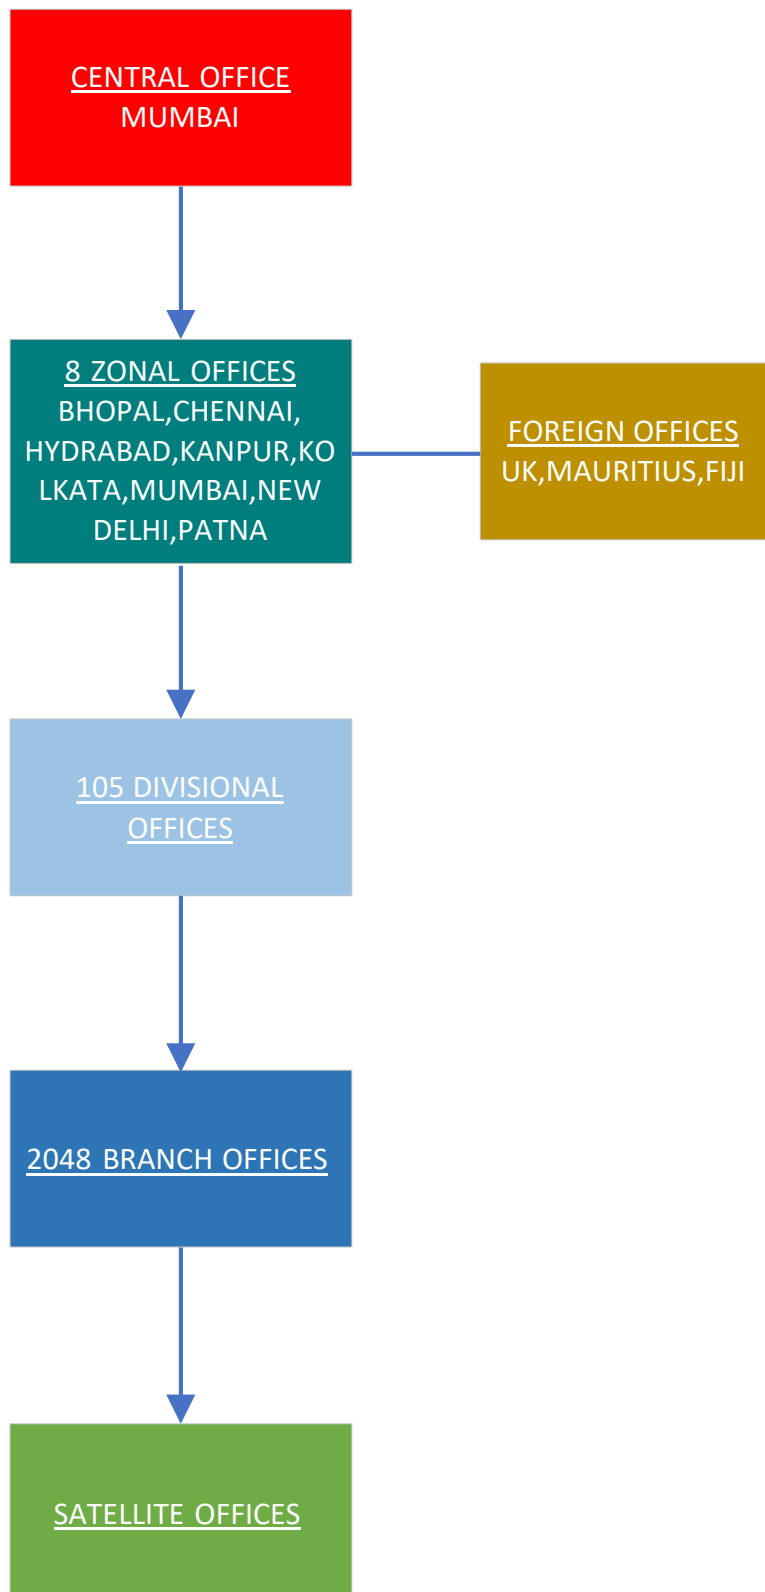 CENTRAL OFFICE
MUMBAI
8 ZONAL OFFICES
BHOPAL,CHENNAI,
HYDRABAD,KANPUR,KO
LKATA,MUMBAI,NEW
DELHI,PATNA
FOREIGN OFFICES
UK,MAURITIUS,FIJI
105 DIVISIONAL
OFFICES
2048 BRANCH OFFICES
SATELLITE OFFICES